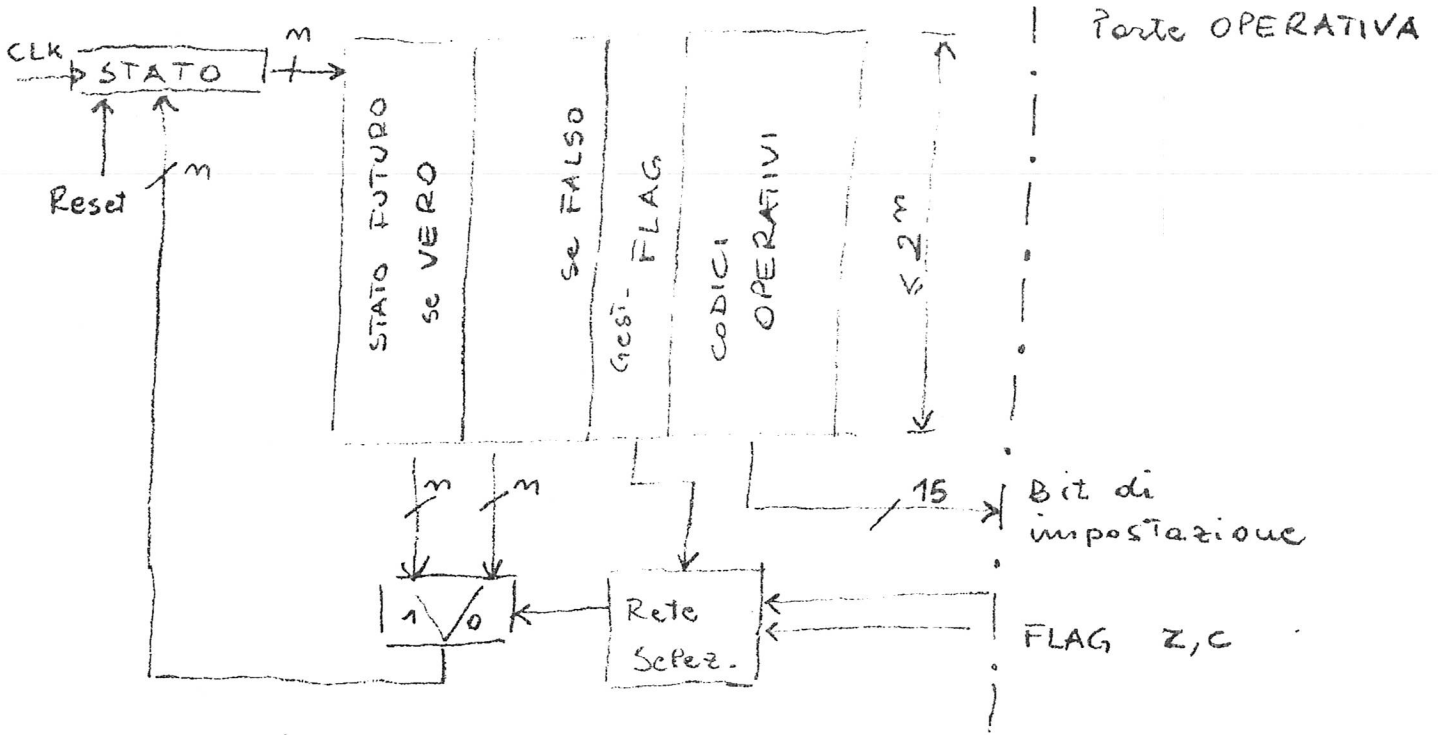 Parte OPERATIVA
CLK
STATO
n
Reset
n
STATO FUTURO
se VERO
se FALSO
Gest.
FLAG
CODICI
OPERATIVI
≤ 2ⁿ
n
n
15
Bit di
impostazione
1
0
Rete
Selez.
FLAG Z,C